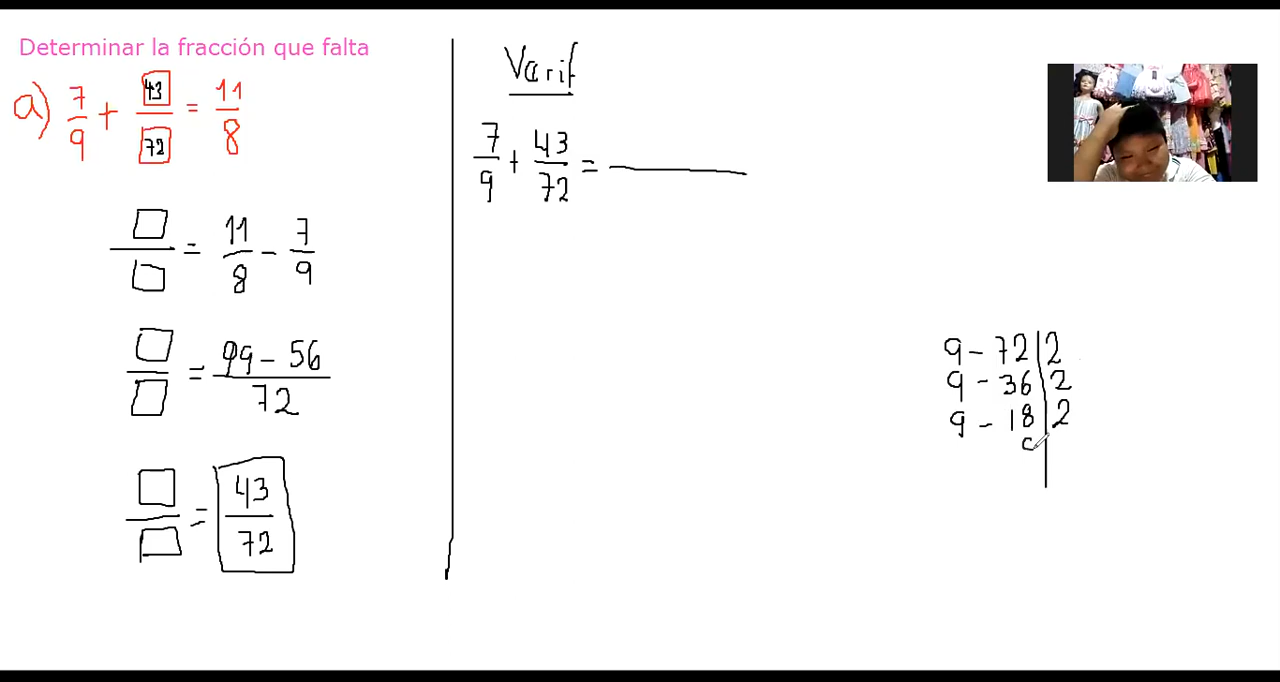 Determinar la fracción que falta
a) 7/9 + 43/72 = 11/8
□/□ = 11/8 - 7/9
□/□ = 99 - 56/72
□/□ = 43/72
Varif
7/9 + 43/72 =
9 - 72 | 2
9 - 36 | 2
9 - 18 | 2